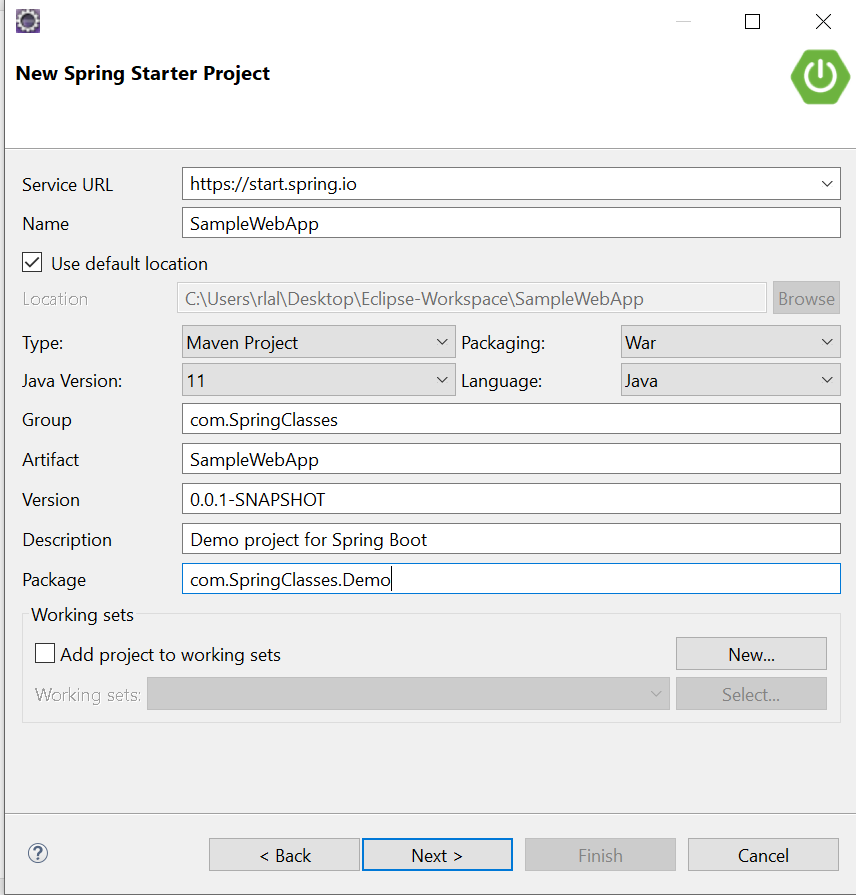 New Spring Starter Project
Service URL https://start.spring.io
Name SampleWebApp
Use default location
Location C:\Users\rlal\Desktop\Eclipse-Workspace\SampleWebApp Browse
Type: Maven Project Packaging: War
Java Version: 11 Language: Java
Group com.SpringClasses
Artifact SampleWebApp
Version 0.0.1-SNAPSHOT
Description Demo project for Spring Boot
Package com.SpringClasses.Demo
Working sets
Add project to working sets New...
Working sets: Select...
? < Back Next > Finish Cancel